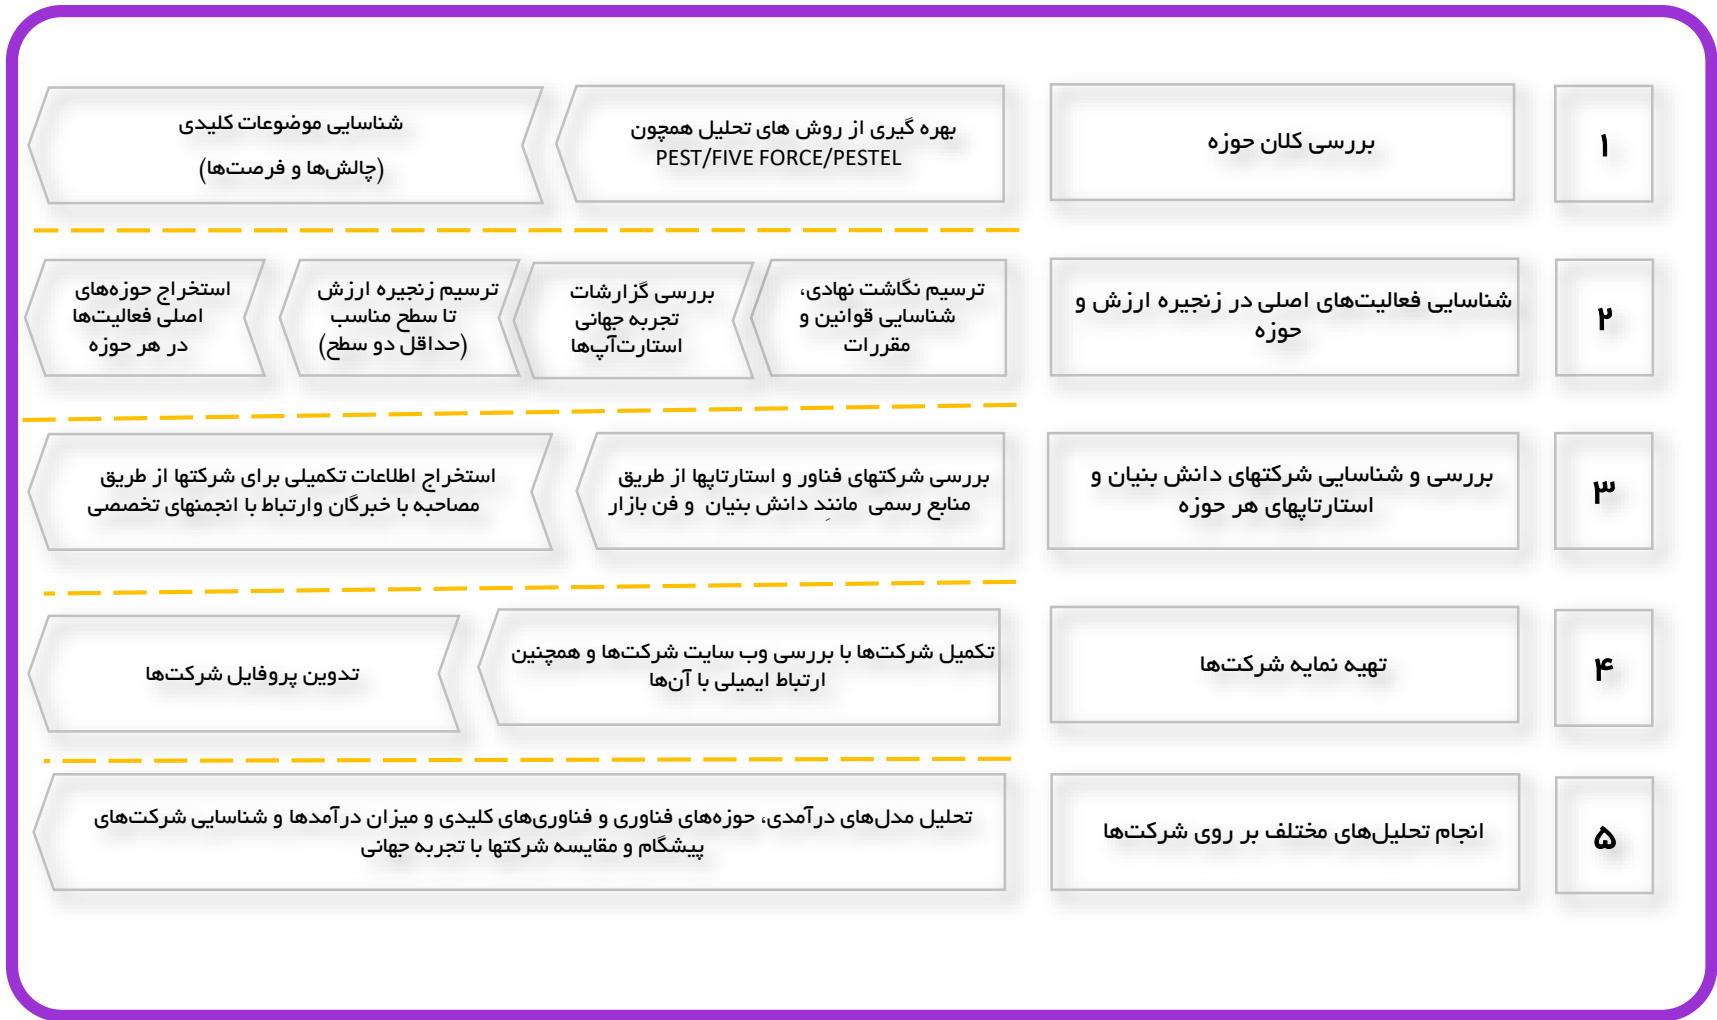 ۱
بررسی کلان حوزه
بهره گیری از روش های تحلیل همچون
PEST/FIVE FORCE/PESTEL
شناسایی موضوعات کلیدی
(چالش‌ها و فرصت‌ها)
۲
شناسایی فعالیت‌های اصلی در زنجیره ارزش و
حوزه
ترسیم نگاشت نهادی،
شناسایی قوانین و
مقررات
بررسی گزارشات
تجربه جهانی
استارت‌آپ‌ها
ترسیم زنجیره ارزش
تا سطح مناسب
(حداقل دو سطح)
استخراج حوزه‌های
اصلی فعالیت‌ها
در هر حوزه
۳
بررسی و شناسایی شرکتهای دانش بنیان و
استارتاپهای هر حوزه
بررسی شرکتهای فناور و استارتاپها از طریق
منابع رسمی مانند دانش بنیان و فن بازار
استخراج اطلاعات تکمیلی برای شرکتها از طریق
مصاحبه با خبرگان وارتباط با انجمنهای تخصصی
۴
تهیه نمایه شرکت‌ها
تکمیل شرکت‌ها با بررسی وب سایت شرکت‌ها و همچنین
ارتباط ایمیلی با آن‌ها
تدوین پروفایل شرکت‌ها
۵
انجام تحلیل‌های مختلف بر روی شرکت‌ها
تحلیل مدل‌های درآمدی، حوزه‌های فناوری و فناوری‌های کلیدی و میزان درآمدها و شناسایی شرکت‌های
پیشگام و مقایسه شرکتها با تجربه جهانی